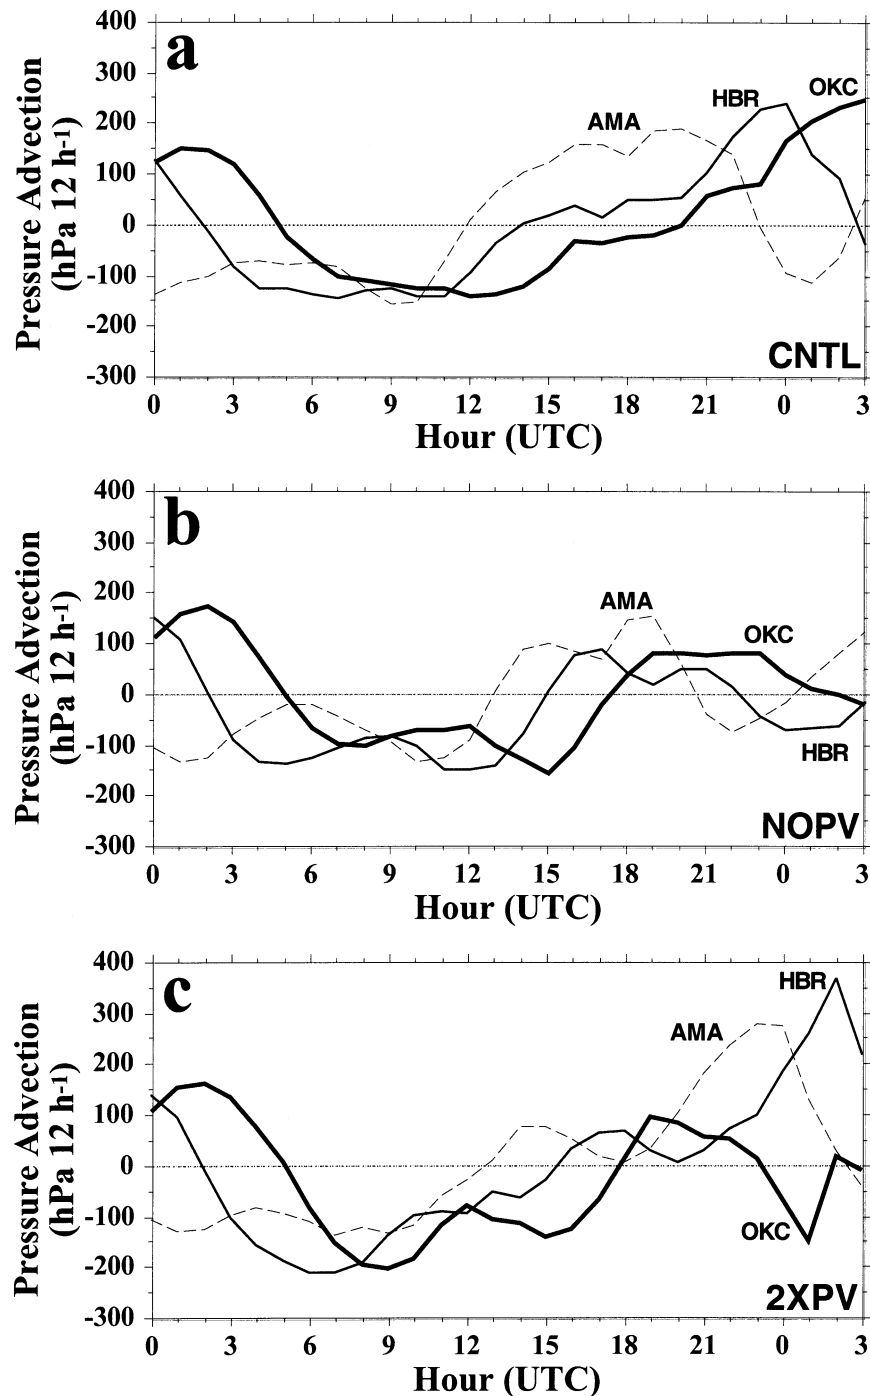 a
400
300
200
100
0
-100
-200
-300
Pressure Advection
(hPa 12 h-1)
AMA
HBR
OKC
CNTL
0 3 6 9 12 15 18 21 0 3
Hour (UTC)
b
400
300
200
100
0
-100
-200
-300
Pressure Advection
(hPa 12 h-1)
AMA
OKC
HBR
NOPV
0 3 6 9 12 15 18 21 0 3
Hour (UTC)
c
400
300
200
100
0
-100
-200
-300
Pressure Advection
(hPa 12 h-1)
HBR
AMA
OKC
2XPV
0 3 6 9 12 15 18 21 0 3
Hour (UTC)